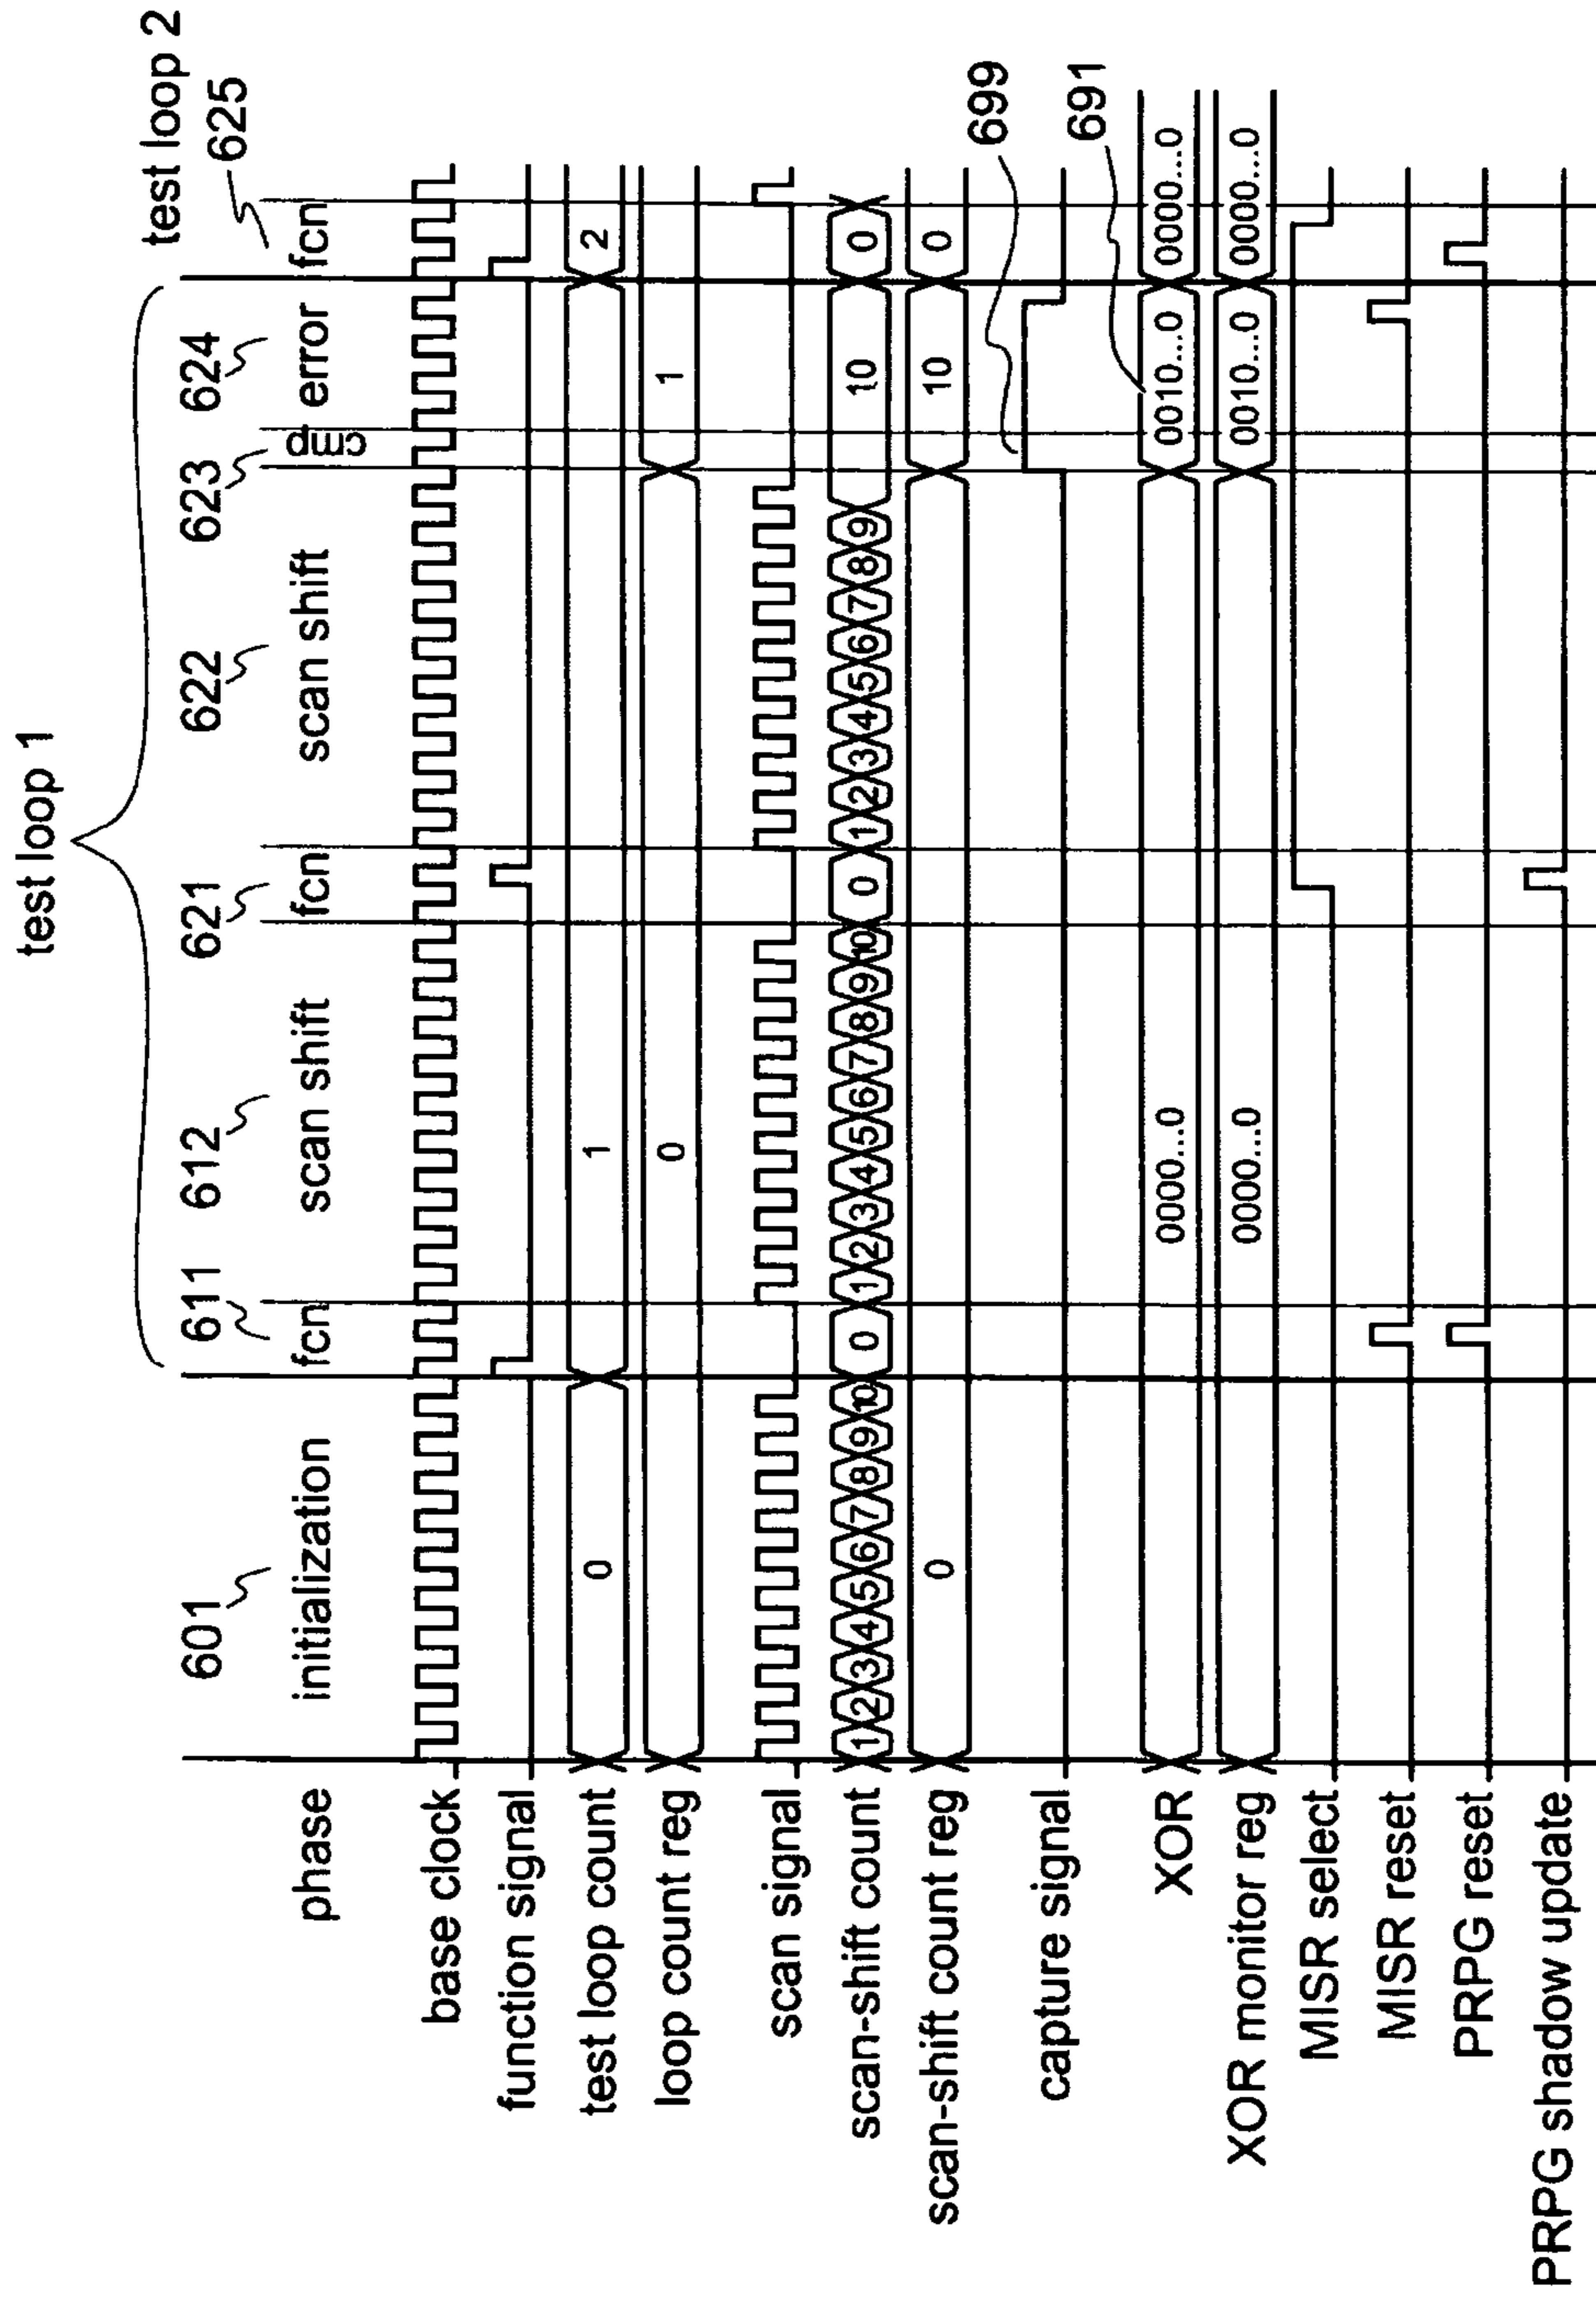 test loop 1
test loop 2
601 611 612 621 622 623 624 625
phase initialization fcn scan shift fcn scan shift cmp error fcn
base clock
function signal
test loop count 0 1 2
loop count reg 0 1
scan signal
scan-shift count 1 2 3 4 5 6 7 8 9 10 0 1 2 3 4 5 6 7 8 9 10 0 1 2 3 4 5 6 7 8 9 10 0
scan-shift count reg 0 10 0
699
capture signal
691
XOR 0000...0 0010...0 0000...0
XOR monitor reg 0000...0 0010...0 0000...0
MISR select
MISR reset
PRPG reset
PRPG shadow update